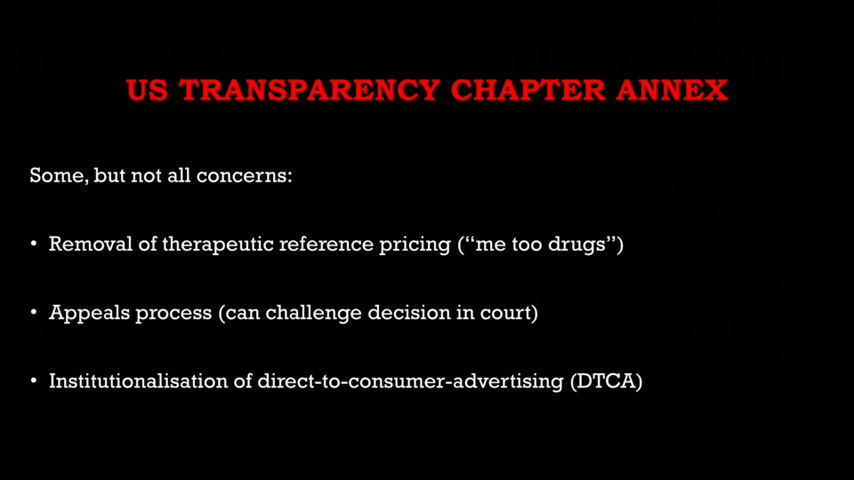 US TRANSPARENCY CHAPTER ANNEX
Some, but not all concerns:
• Removal of therapeutic reference pricing (“me too drugs”)
• Appeals process (can challenge decision in court)
• Institutionalisation of direct-to-consumer-advertising (DTCA)